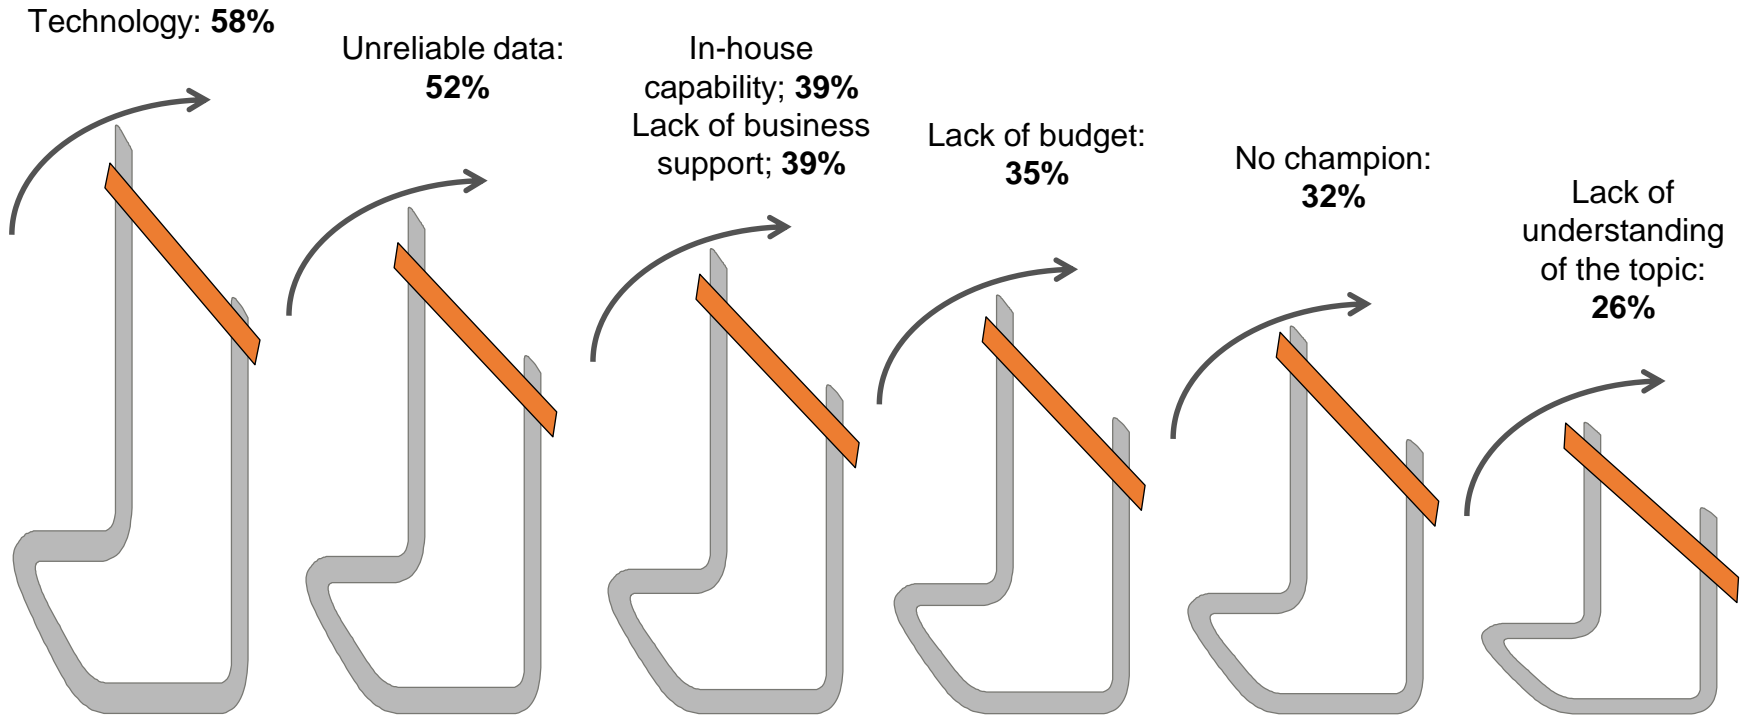 Technology: 58%
Unreliable data:
52%
In-house
capability; 39%
Lack of business
support; 39%
Lack of budget:
35%
No champion:
32%
Lack of
understanding
of the topic:
26%